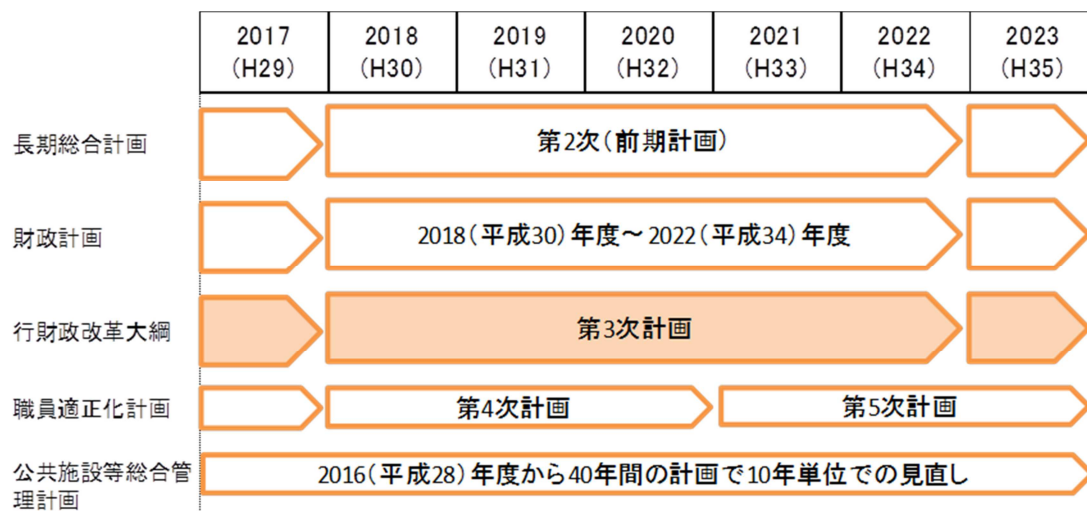 2017 2018 2019 2020 2021 2022 2023
(H29) (H30) (H31) (H32) (H33) (H34) (H35)
長期総合計画
第2次（前期計画）
財政計画
2018（平成30）年度～2022（平成34）年度
行財政改革大綱
第3次計画
職員適正化計画
第4次計画
第5次計画
公共施設等総合管
理計画
2016（平成28）年度から40年間の計画で10年単位での見直し